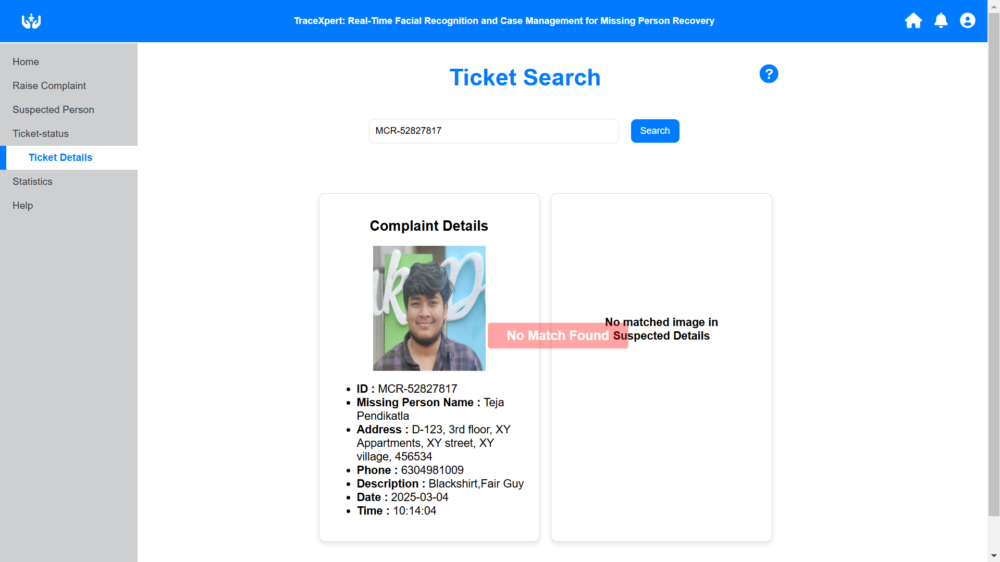 TraceXpert: Real-Time Facial Recognition and Case Management for Missing Person Recovery
Home
Raise Complaint
Suspected Person
Ticket-status
Ticket Details
Statistics
Help
Ticket Search
?
MCR-52827817
Search
Complaint Details
ID : MCR-52827817
Missing Person Name : Teja
Pendikatla
Address : D-123, 3rd floor, XY
Appartments, XY street, XY
village, 456534
Phone : 6304981009
Description : Blackshirt,Fair Guy
Date : 2025-03-04
Time : 10:14:04
No Match Found
No matched image in
Suspected Details